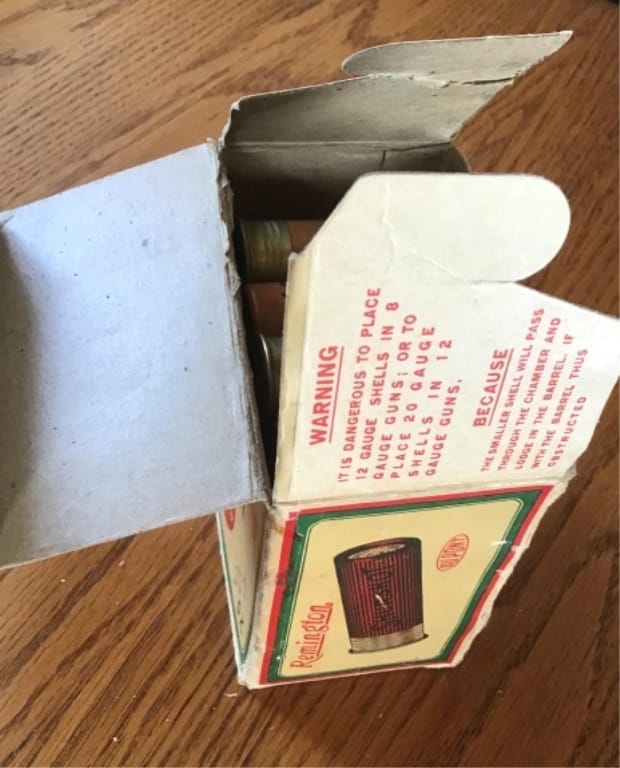 WARNING
IT IS DANGEROUS TO PLACE
12 GAUGE SHELLS IN 8
GAUGE GUNS; OR TO
PLACE 20 GAUGE
SHELLS IN 12
GAUGE GUNS.
BECAUSE
THE SMALLER SHELL WILL PASS
THROUGH THE CHAMBER AND
LODGE IN THE BARREL. IF
WITH THE BARREL THUS
OBSTRUCTED
Remington
DU PONT